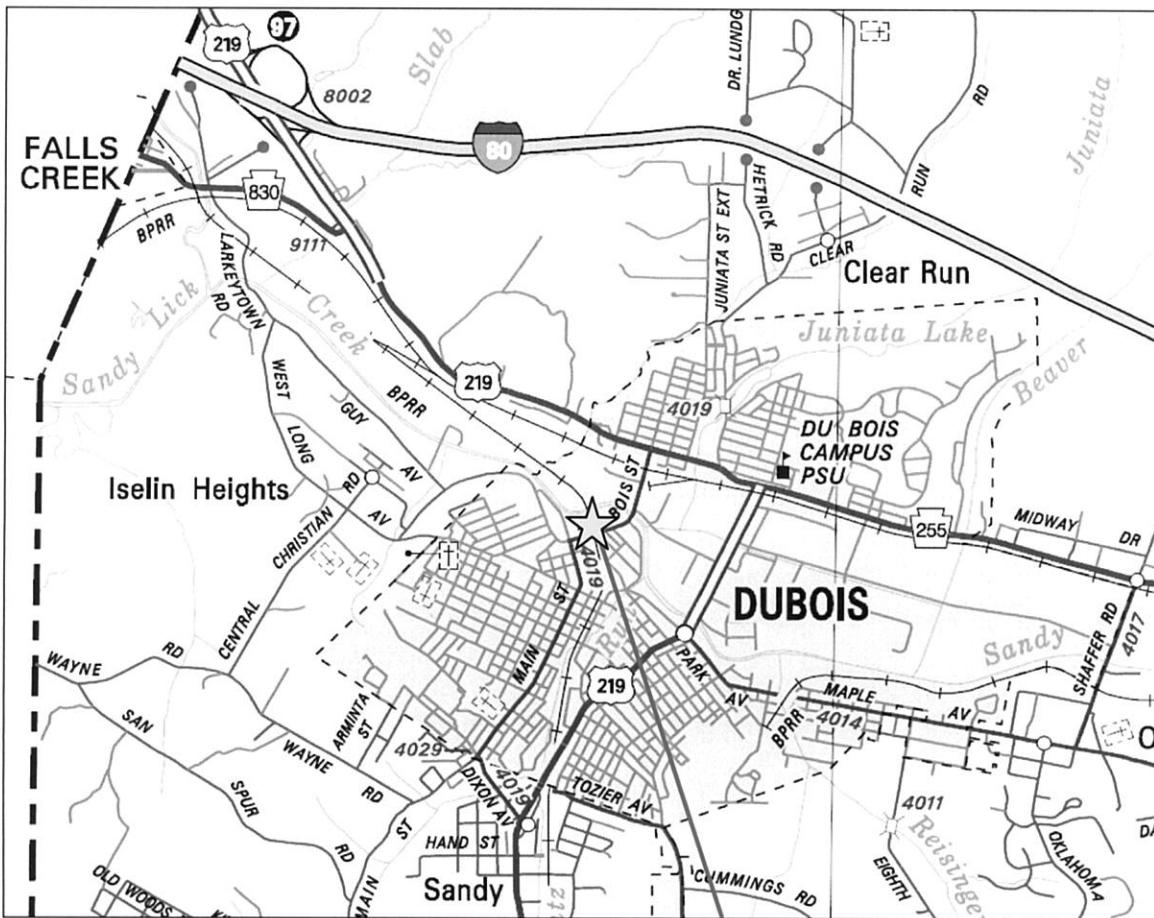 219
97
Slab
8002
DR. LUNDG
RD
Juniata
FALLS
CREEK
80
830
BPRR
9111
LARKEYTOWN
RD
JUNIATA ST EXT
HETRICK
RD
RUN
CLEAR
Clear Run
Sandy
Lick
Creek
Juniata Lake
Beaver
219
BPRR
4019
WEST
LONG
AV
GUY
AV
DU BOIS
CAMPUS
PSU
Iselin Heights
BOIS ST
255
MIDWAY
DR
CENTRAL
CHRISTIAN
RD
4019
MAIN
ST
Run
DUBOIS
Sandy
SHAFFER RD
4017
WAYNE
RD
219
PARK
AV
MAPLE
AV
4014
BPRR
SAN
SPUR
RD
ARMINTA
ST
WAYNE
RD
4029
DIXON AV
4019
TOZIER AV
4011
O
HAND ST
Reisinge
EIGHTH
OKLAHOMA
DA
OLD WOODS
MAIN
ST
Sandy
CUMMINGS RD